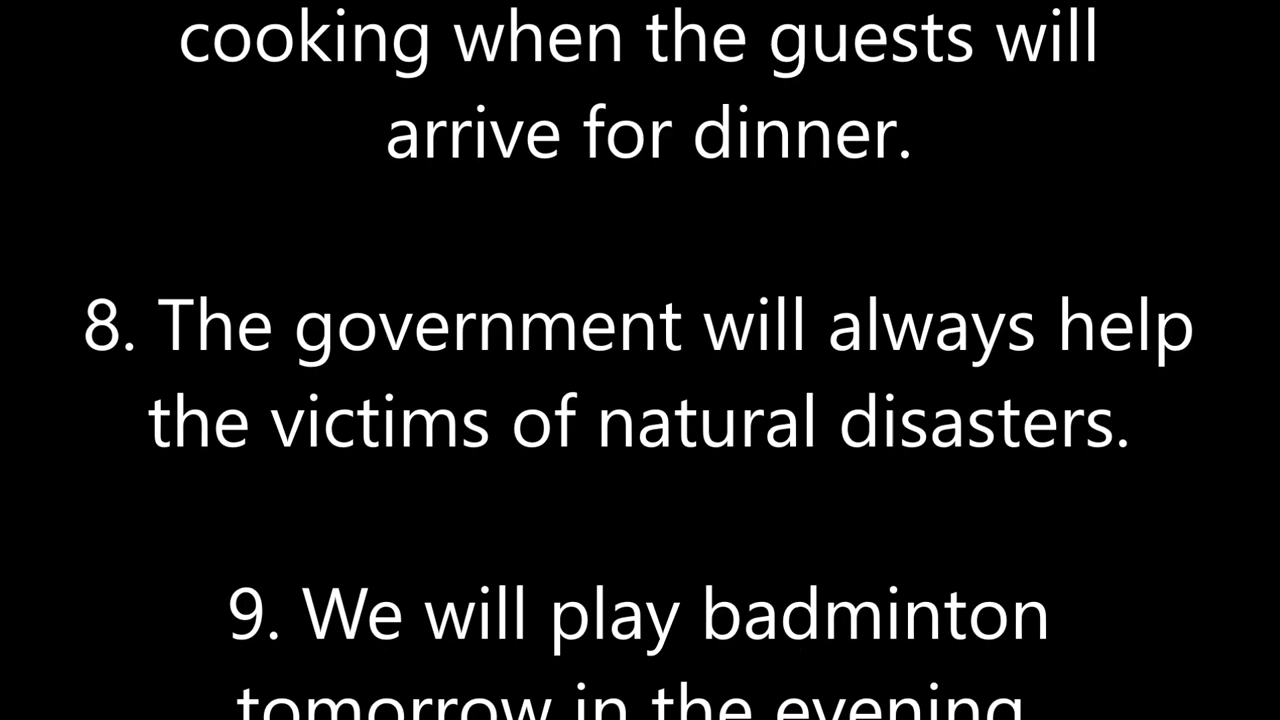 cooking when the guests will
arrive for dinner.
8. The government will always help
the victims of natural disasters.
9. We will play badminton
tomorrow in the evening